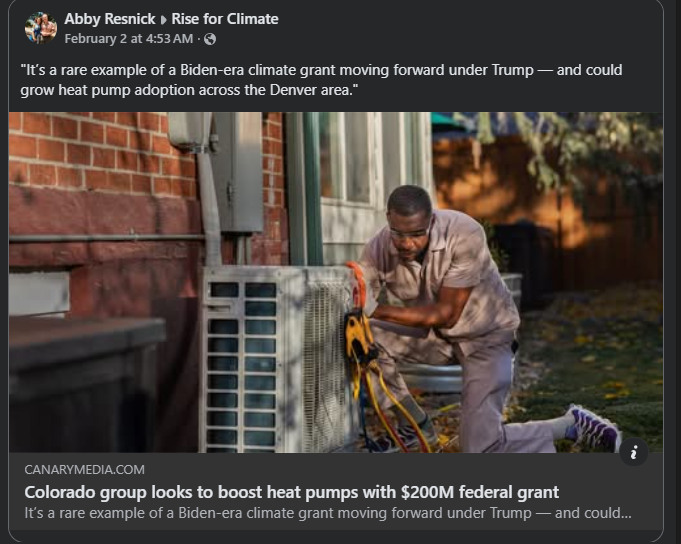 Abby Resnick ▸ Rise for Climate
February 2 at 4:53 AM ·
"It's a rare example of a Biden-era climate grant moving forward under Trump — and could
grow heat pump adoption across the Denver area."
CANARYMEDIA.COM
Colorado group looks to boost heat pumps with $200M federal grant
It's a rare example of a Biden-era climate grant moving forward under Trump — and could...